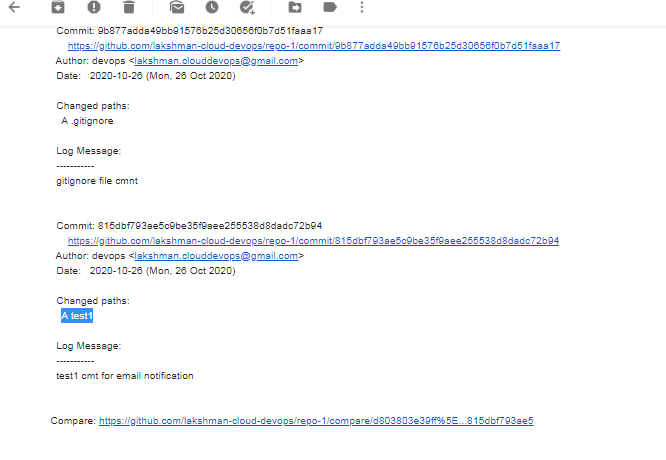 Commit: 9b877adda49bb91576b25d30656f0b7d51faaa17
https://github.com/lakshman-cloud-devops/repo-1/commit/9b877adda49bb91576b25d30656f0b7d51faaa17
Author: devops <lakshman.clouddevops@gmail.com>
Date: 2020-10-26 (Mon, 26 Oct 2020)
Changed paths:
A .gitignore
Log Message:
-----------
gitignore file cmnt
Commit: 815dbf793ae5c9be35f9aee255538d8dadc72b94
https://github.com/lakshman-cloud-devops/repo-1/commit/815dbf793ae5c9be35f9aee255538d8dadc72b94
Author: devops <lakshman.clouddevops@gmail.com>
Date: 2020-10-26 (Mon, 26 Oct 2020)
Changed paths:
A test1
Log Message:
-----------
test1 cmt for email notification
Compare: https://github.com/lakshman-cloud-devops/repo-1/compare/d803803e39ff%5E...815dbf793ae5